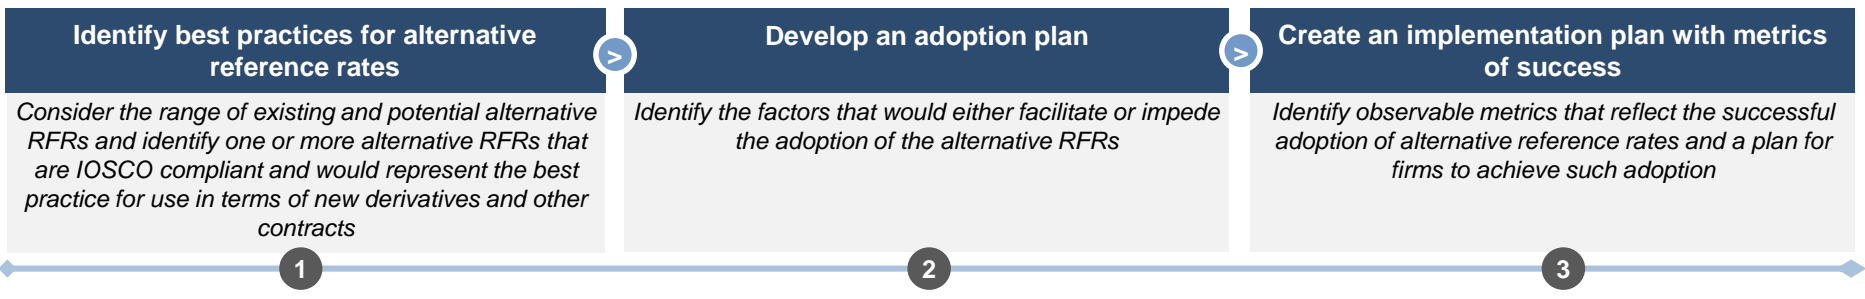 Identify best practices for alternative
reference rates
>
Develop an adoption plan
>
Create an implementation plan with metrics
of success
Consider the range of existing and potential alternative
RFRs and identify one or more alternative RFRs that
are IOSCO compliant and would represent the best
practice for use in terms of new derivatives and other
contracts
Identify the factors that would either facilitate or impede
the adoption of the alternative RFRs
Identify observable metrics that reflect the successful
adoption of alternative reference rates and a plan for
firms to achieve such adoption
1
2
3